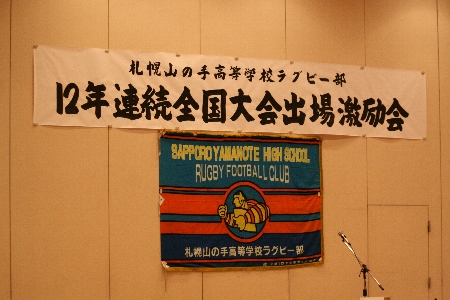 札幌山の手高等学校ラグビー部
12年連続全国大会出場激励会
SAPPORO YAMANOTE HIGH SCHOOL
RUGBY FOOTBALL CLUB
札幌山の手高等学校ラグビー部